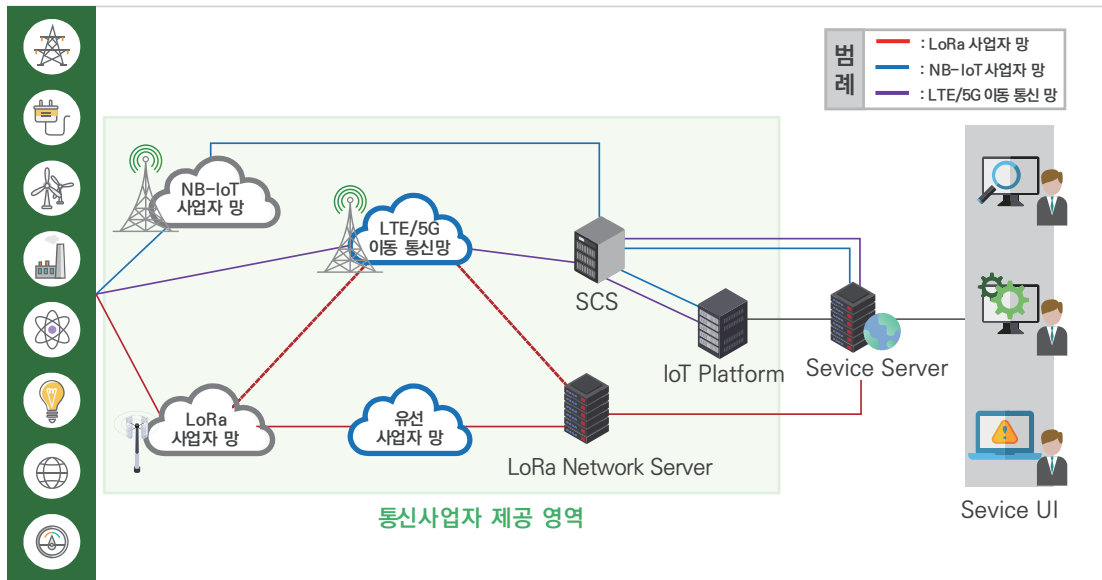 범
례
: LoRa 사업자 망
: NB-IoT 사업자 망
: LTE/5G 이동 통신 망
NB-IoT
사업자 망
LTE/5G
이동 통신망
SCS
IoT Platform
Sevice Server
LoRa
사업자 망
유선
사업자 망
LoRa Network Server
Sevice UI
통신사업자 제공 영역